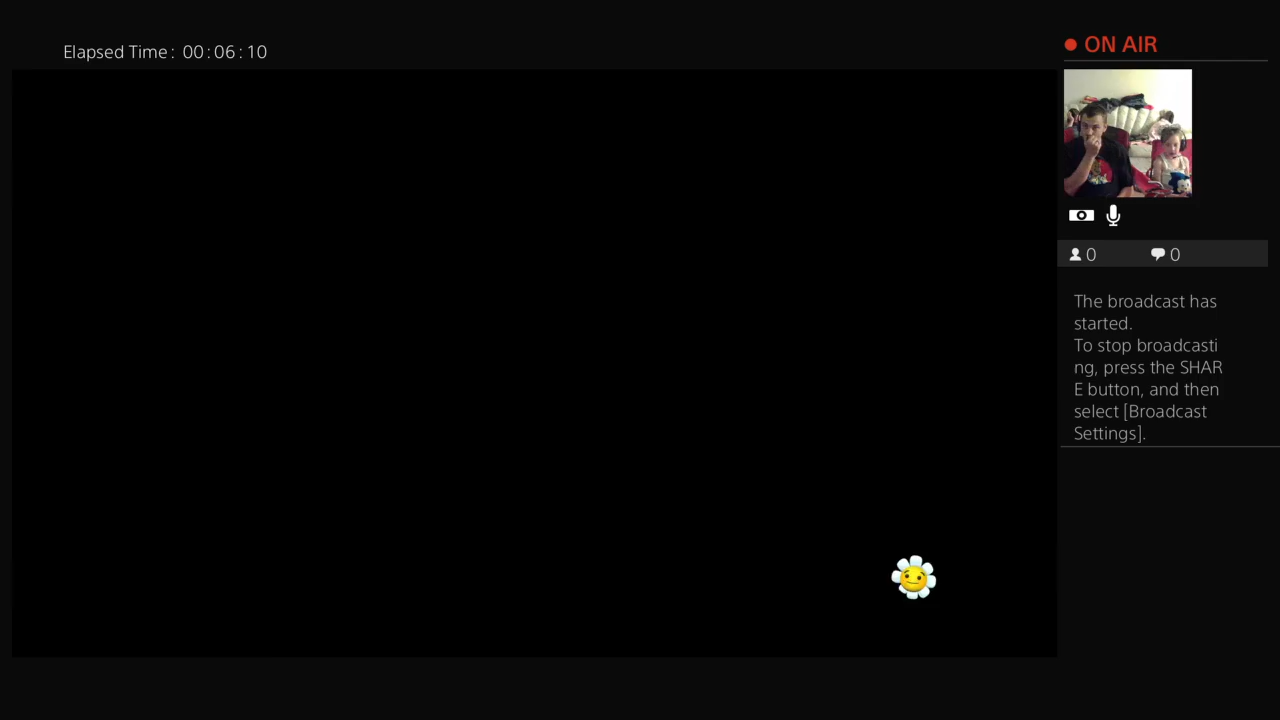 Elapsed Time: 00:06:10
ON AIR
0 0
The broadcast has
started.
To stop broadcasti
ng, press the SHAR
E button, and then
select [Broadcast
Settings].